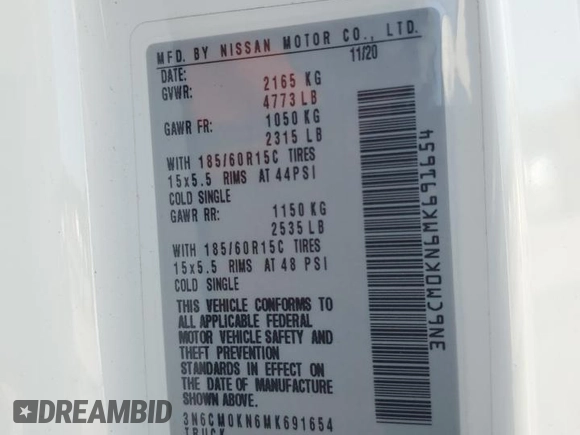 MFD. BY NISSAN MOTOR CO., LTD.
DATE: 11/20
GVWR: 2165 KG
4773 LB
GAWR FR: 1050 KG
2315 LB
WITH 185/60R15C TIRES
15x5.5 RIMS AT 44PSI
COLD SINGLE
GAWR RR: 1150 KG
2535 LB
WITH 185/60R15C TIRES
15x5.5 RIMS AT 48 PSI
COLD SINGLE
THIS VEHICLE CONFORMS TO
ALL APPLICABLE FEDERAL
MOTOR VEHICLE SAFETY AND
THEFT PREVENTION
STANDARDS IN EFFECT ON
THE DATE OF MANUFACTURE
SHOWN ABOVE.
3N6CM0KN6MK691654
TRUCK
3N6CM0KN6MK691654
DREAMBID